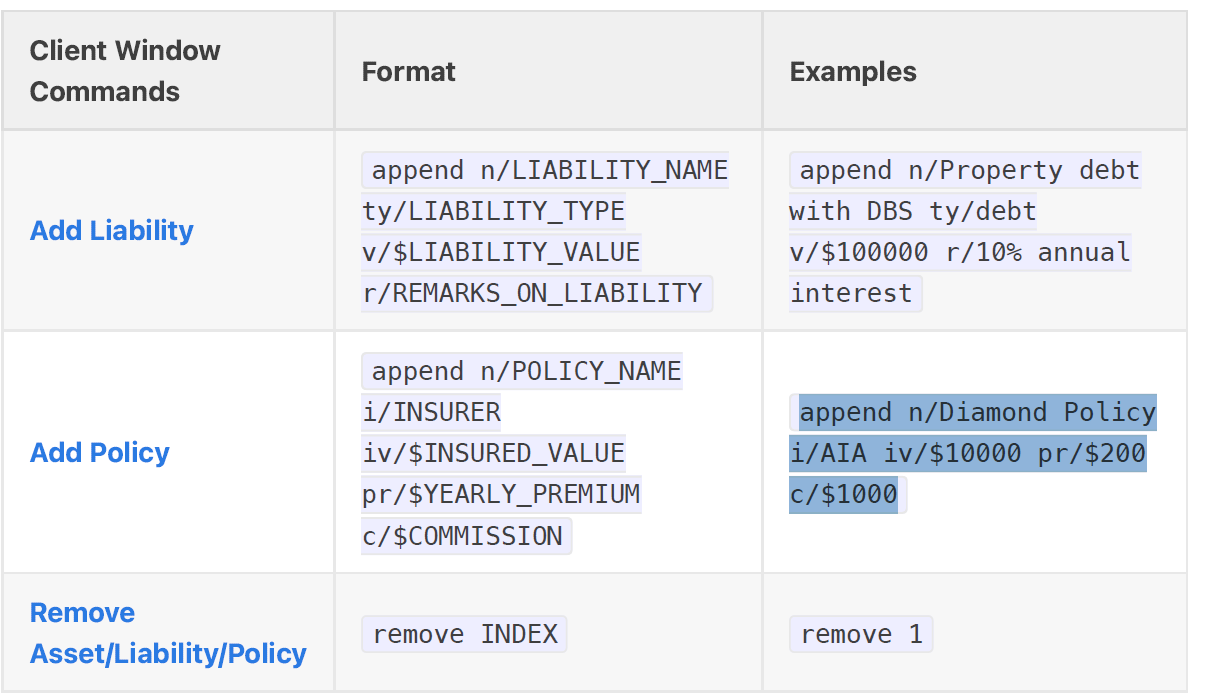 Client Window
Commands
Format
Examples
Add Liability
append n/LIABILITY_NAME
ty/LIABILITY_TYPE
v/$LIABILITY_VALUE
r/REMARKS_ON_LIABILITY
append n/Property debt
with DBS ty/debt
v/$100000 r/10% annual
interest
Add Policy
append n/POLICY_NAME
i/INSURER
iv/$INSURED_VALUE
pr/$YEARLY_PREMIUM
c/$COMMISSION
append n/Diamond Policy
i/AIA iv/$10000 pr/$200
c/$1000
Remove
Asset/Liability/Policy
remove INDEX
remove 1